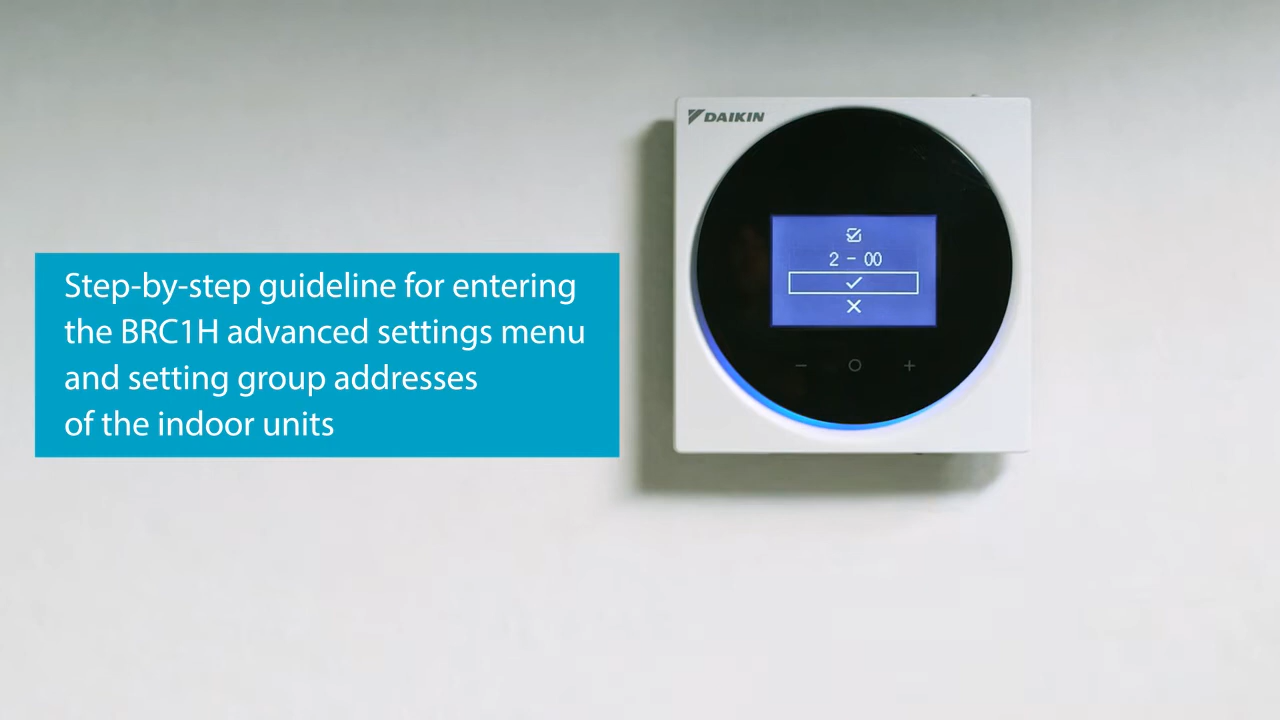 Step-by-step guideline for entering
the BRC1H advanced settings menu
and setting group addresses
of the indoor units
DAIKIN
2 - 00